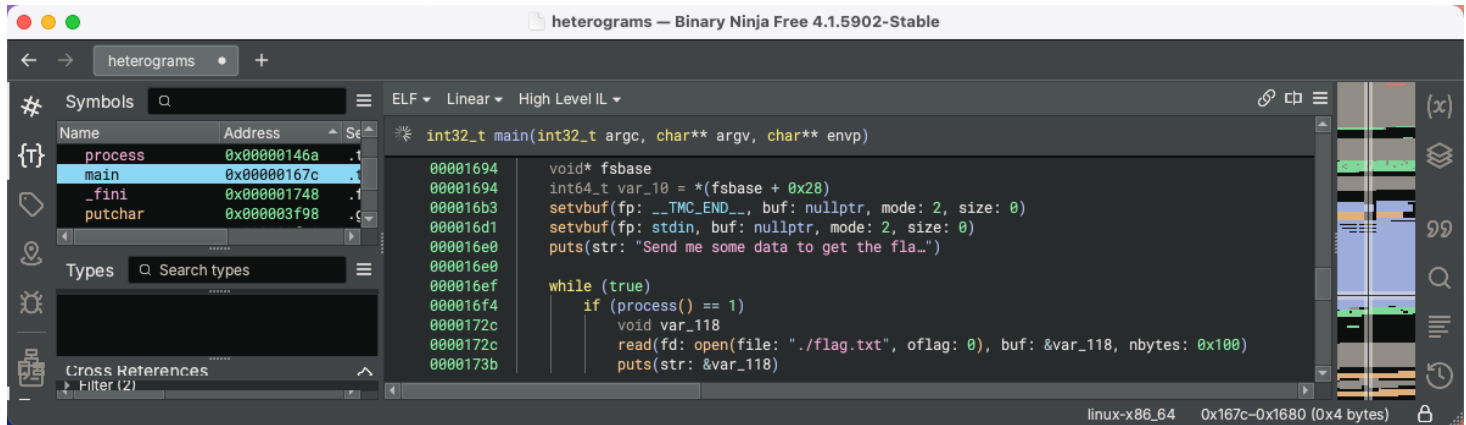 heterograms — Binary Ninja Free 4.1.5902-Stable
heterograms
Symbols
ELF Linear High Level IL
Name Address Se
int32_t main(int32_t argc, char** argv, char** envp)
process 0x00000146a .t
main 0x00000167c .t
_fini 0x000001748 .t
putchar 0x000003f98 .g
00001694 void* fsbase
00001694 int64_t var_10 = *(fsbase + 0x28)
000016b3 setvbuf(fp: __TMC_END__, buf: nullptr, mode: 2, size: 0)
000016d1 setvbuf(fp: stdin, buf: nullptr, mode: 2, size: 0)
000016e0 puts(str: "Send me some data to get the fla…")
000016e0
000016ef while (true)
000016f4 if (process() == 1)
0000172c void var_118
0000172c read(fd: open(file: "./flag.txt", oflag: 0), buf: &var_118, nbytes: 0x100)
0000173b puts(str: &var_118)
Types Search types
Cross References
Filter (2)
linux-x86_64 0x167c–0x1680 (0x4 bytes)